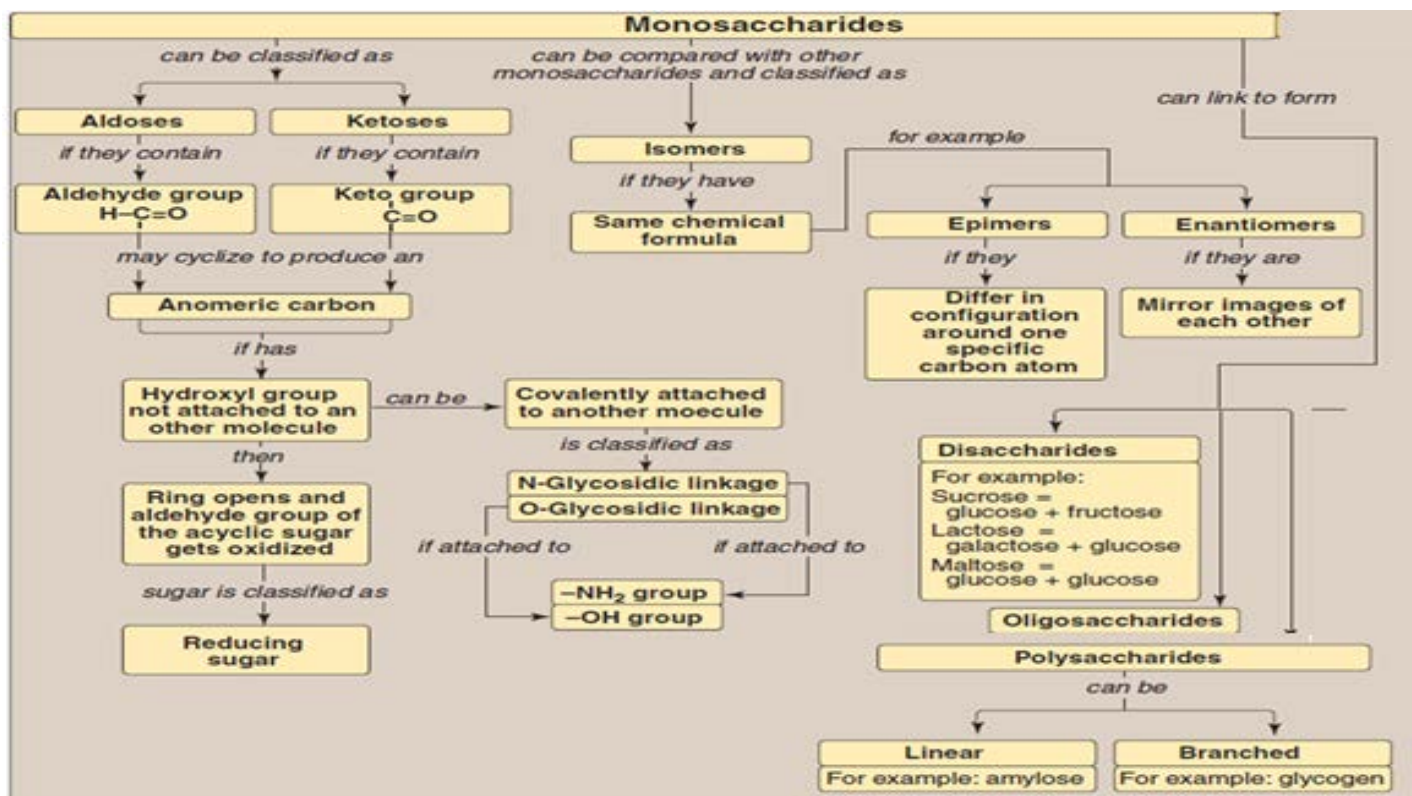 Monosaccharides
can be classified as
Aldoses
Ketoses
if they contain
if they contain
Aldehyde group
H–C=O
Keto group
C=O
may cyclize to produce an
Anomeric carbon
if has
Hydroxyl group
not attached to an
other molecule
can be
Covalently attached
to another moecule
then
Ring opens and
aldehyde group of
the acyclic sugar
gets oxidized
sugar is classified as
Reducing
sugar
is classified as
N-Glycosidic linkage
O-Glycosidic linkage
if attached to
if attached to
–NH₂ group
–OH group
can be compared with other
monosaccharides and classified as
Isomers
if they have
Same chemical
formula
for example
Epimers
Enantiomers
if they
if they are
Differ in
configuration
around one
specific
carbon atom
Mirror images of
each other
can link to form
Disaccharides
For example:
Sucrose =
glucose + fructose
Lactose =
galactose + glucose
Maltose =
glucose + glucose
Oligosaccharides
Polysaccharides
can be
Linear
For example: amylose
Branched
For example: glycogen